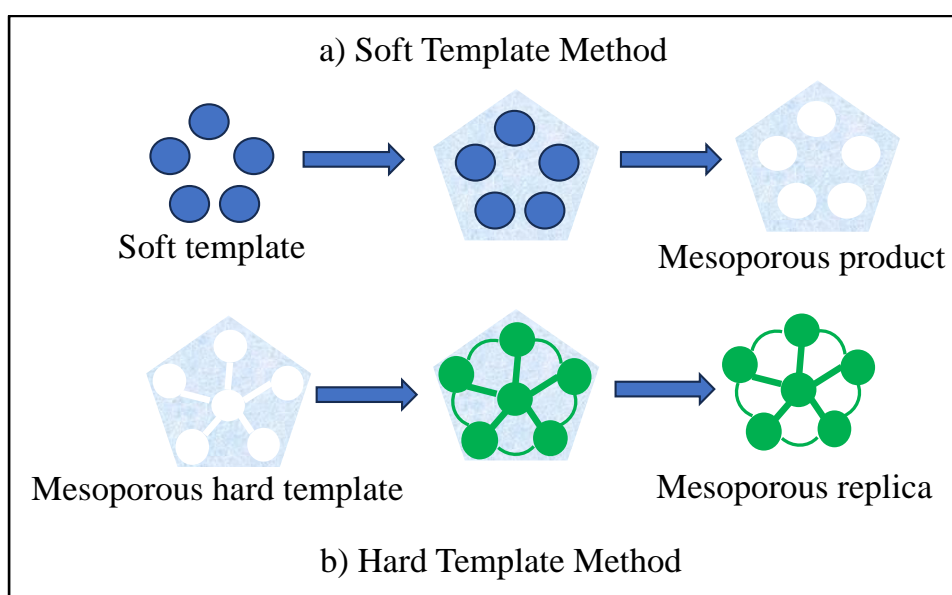 a) Soft Template Method
Soft template
Mesoporous product
Mesoporous hard template
Mesoporous replica
b) Hard Template Method